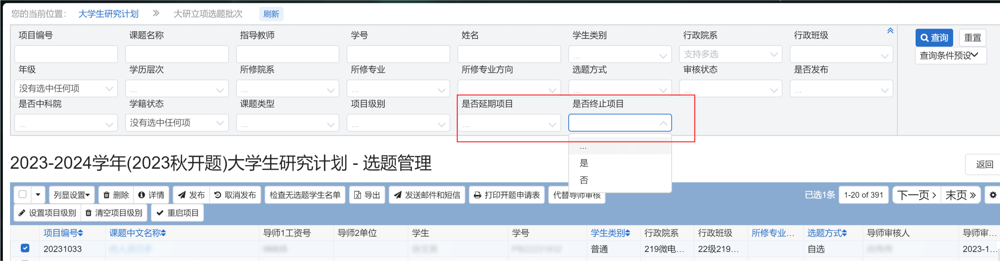 您的当前位置： 大学生研究计划 » 大研立项选题批次 刷新
项目编号 课题名称 指导教师 学号 姓名 学生类别 行政院系 行政班级
... 支持多选
查询 重置
查询条件预设
年级 学历层次 所修院系 所修专业 所修专业方向 选题方式 审核状态 是否发布
没有选中任何项 ... ... ... ... ... ...
是否中科院 学籍状态 课题类型 项目级别 是否延期项目 是否终止项目
... 没有选中任何项 ... ... ...
...
是
否
2023-2024学年(2023秋开题)大学生研究计划 - 选题管理
返回
列显设置 删除 详情 发布 取消发布 检查无选题学生名单 导出 发送邮件和短信 打印开题申请表 代替导师审核 已选1条 1-20 of 391 下一页 › 末页 »
设置项目级别 清空项目级别 重启项目
项目编号 课题中文名称 导师1工资号 导师2单位 学生 学号 学生类别 行政院系 行政班级 所修专业... 选题方式 导师审核人 导师审...
20231033 普通 219微电... 22级219... 自选 2023-1...